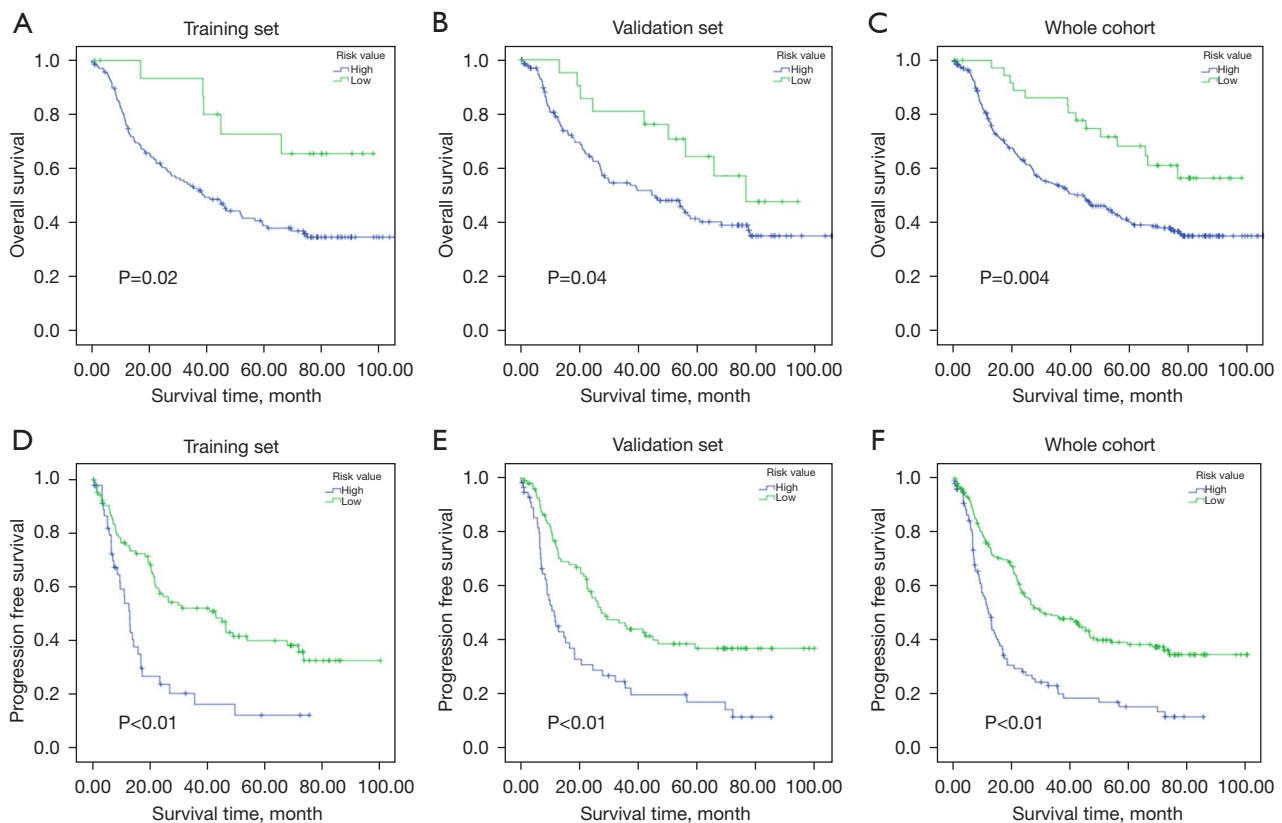 A
Training set
Risk value
High
Low
Overall survival
1.0
0.8
0.6
0.4
0.2
0.0
P=0.02
0.00 20.00 40.00 60.00 80.00 100.00
Survival time, month
B
Validation set
Risk value
High
Low
Overall survival
1.0
0.8
0.6
0.4
0.2
0.0
P=0.04
0.00 20.00 40.00 60.00 80.00 100.00
Survival time, month
C
Whole cohort
Risk value
High
Low
Overall survival
1.0
0.8
0.6
0.4
0.2
0.0
P=0.004
0.00 20.00 40.00 60.00 80.00 100.00
Survival time, month
D
Training set
Risk value
High
Low
Progression free survival
1.0
0.8
0.6
0.4
0.2
0.0
P<0.01
0.00 20.00 40.00 60.00 80.00 100.00
Survival time, month
E
Validation set
Risk value
High
Low
Progression free survival
1.0
0.8
0.6
0.4
0.2
0.0
P<0.01
0.00 20.00 40.00 60.00 80.00 100.00
Survival time, month
F
Whole cohort
Risk value
High
Low
Progression free survival
1.0
0.8
0.6
0.4
0.2
0.0
P<0.01
0.00 20.00 40.00 60.00 80.00 100.00
Survival time, month